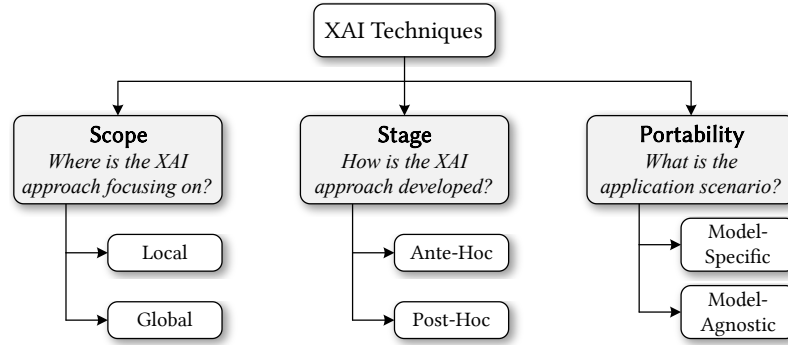 XAI Techniques
Scope
Where is the XAI
approach focusing on?
Local
Global
Stage
How is the XAI
approach developed?
Ante-Hoc
Post-Hoc
Portability
What is the
application scenario?
Model-
Specific
Model-
Agnostic